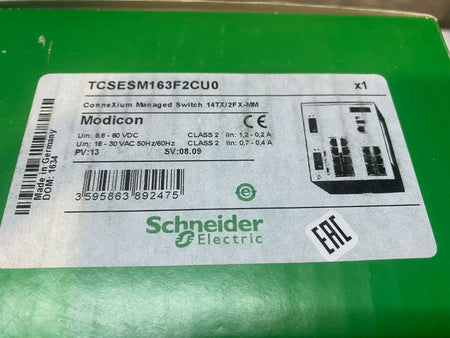 TCSESM163F2CU0 x1
ConneXium Managed Switch 14TX/2FX-MM
Modicon CE
Uin: 9,6 - 60 VDC CLASS 2 Iin: 1,2 - 0,2 A
Uin: 18 - 30 VAC 50Hz/60Hz CLASS 2 Iin: 0,7 - 0,4 A
PV:13 SV:08.09
Made in Germany
DOM: 1634
3 595863 892475
Schneider
Electric
EAC